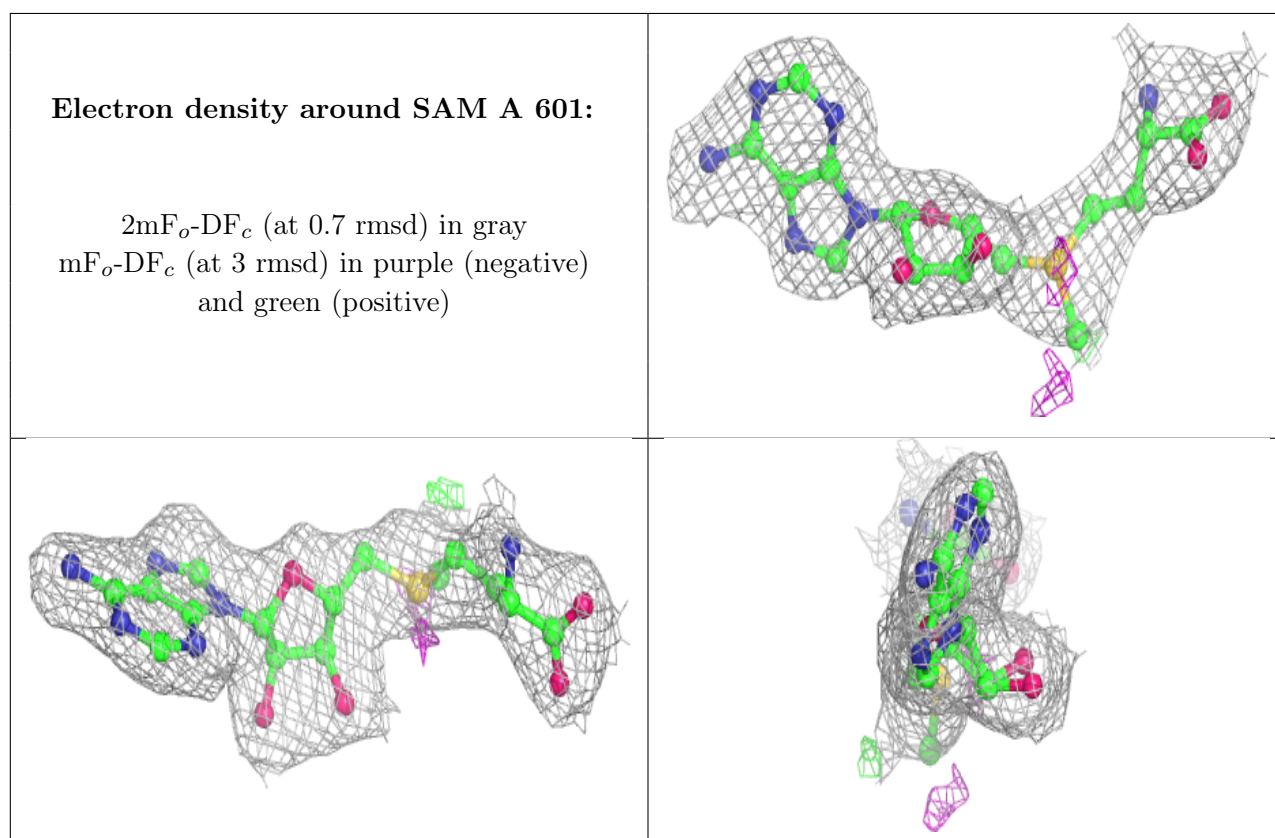 Electron density around SAM A 601:
2mFo-DFc (at 0.7 rmsd) in gray
mFo-DFc (at 3 rmsd) in purple (negative)
and green (positive)